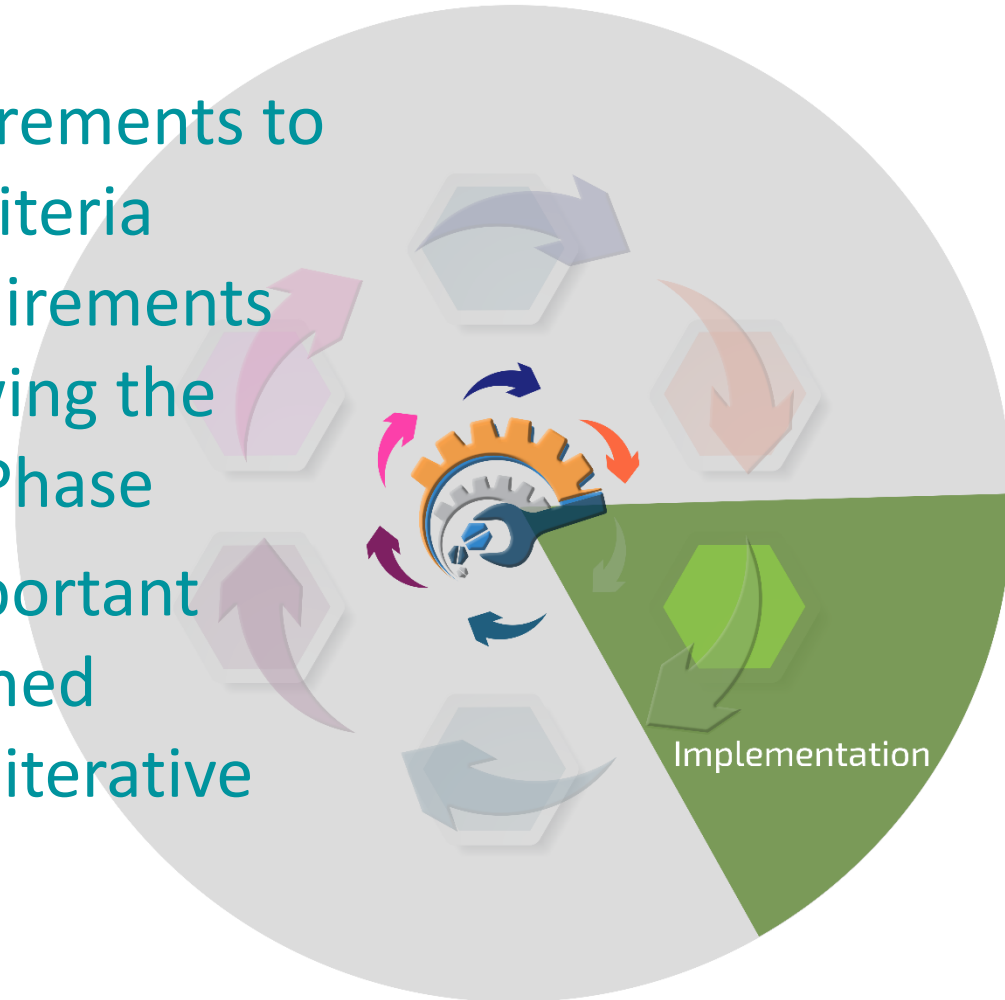 rements to
iteria
irements
ving the
Phase
portant
ned
iterative
Implementation